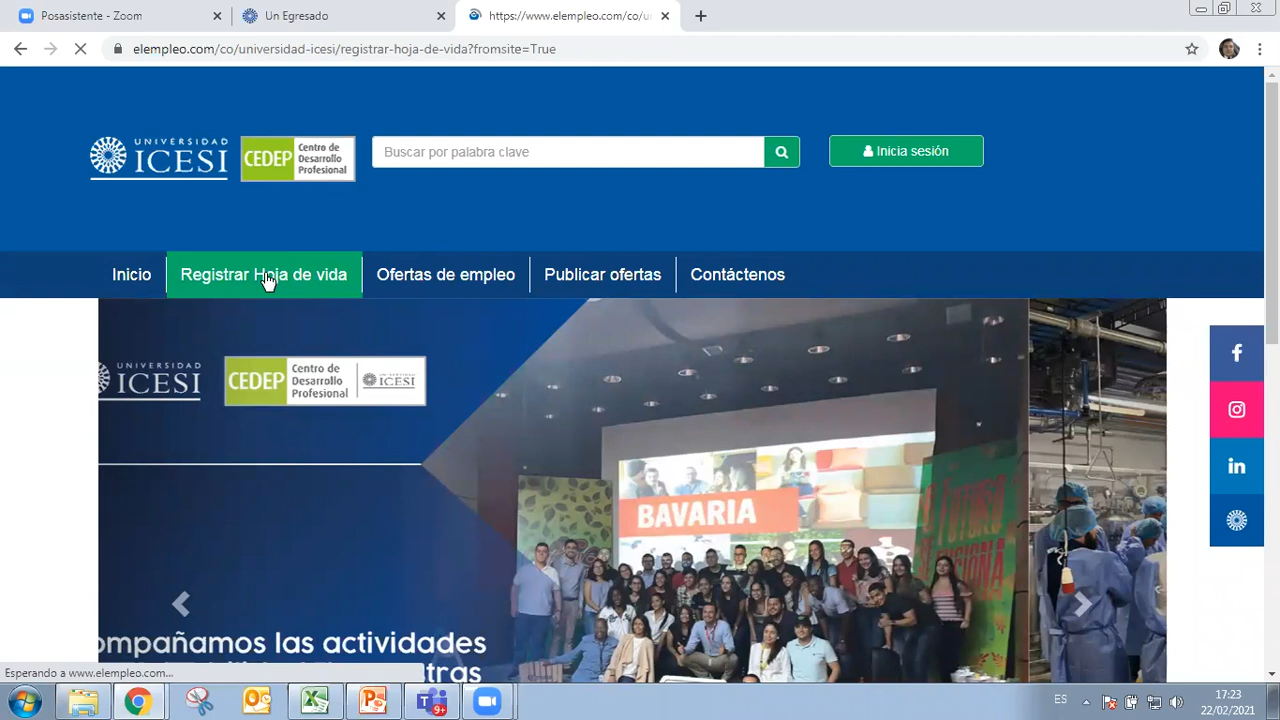 Posasistente - Zoom
Un Egresado
https://www.elempleo.com/co/u
elempleo.com/co/universidad-icesi/registrar-hoja-de-vida?fromsite=True
UNIVERSIDAD
ICESI
CEDEP
Centro de
Desarrollo
Profesional
Buscar por palabra clave
Inicia sesión
Inicio
Registrar Hoja de vida
Ofertas de empleo
Publicar ofertas
Contáctenos
UNIVERSIDAD
ICESI
CEDEP
Centro de
Desarrollo
Profesional
ICESI
BAVARIA
ompañamos las actividades
tras
Esperando a www.elempleo.com...
9+
ES
17:23
22/02/2021